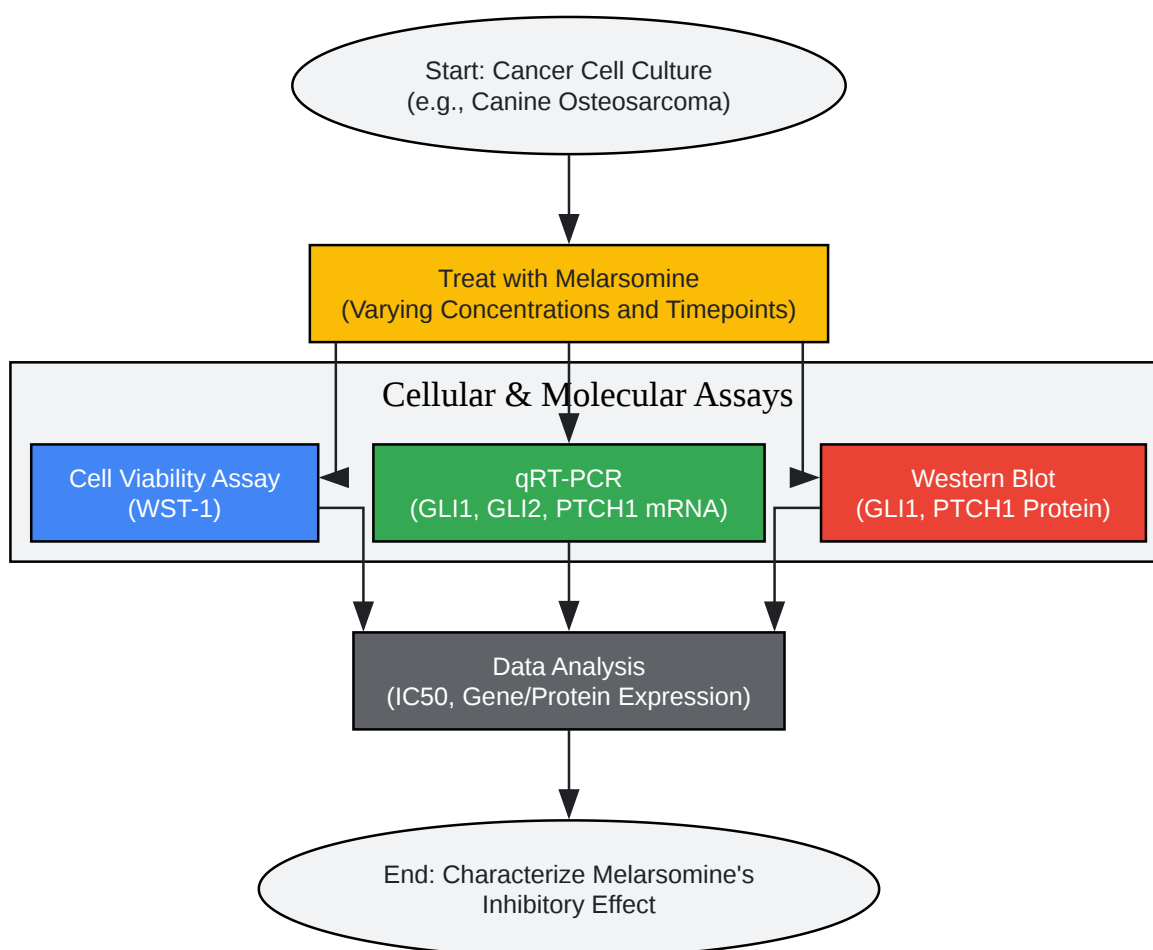 Start: Cancer Cell Culture
(e.g., Canine Osteosarcoma)
Treat with Melarsomine
(Varying Concentrations and Timepoints)
Cellular & Molecular Assays
Cell Viability Assay
(WST-1)
qRT-PCR
(GLI1, GLI2, PTCH1 mRNA)
Western Blot
(GLI1, PTCH1 Protein)
Data Analysis
(IC50, Gene/Protein Expression)
End: Characterize Melarsomine's
Inhibitory Effect